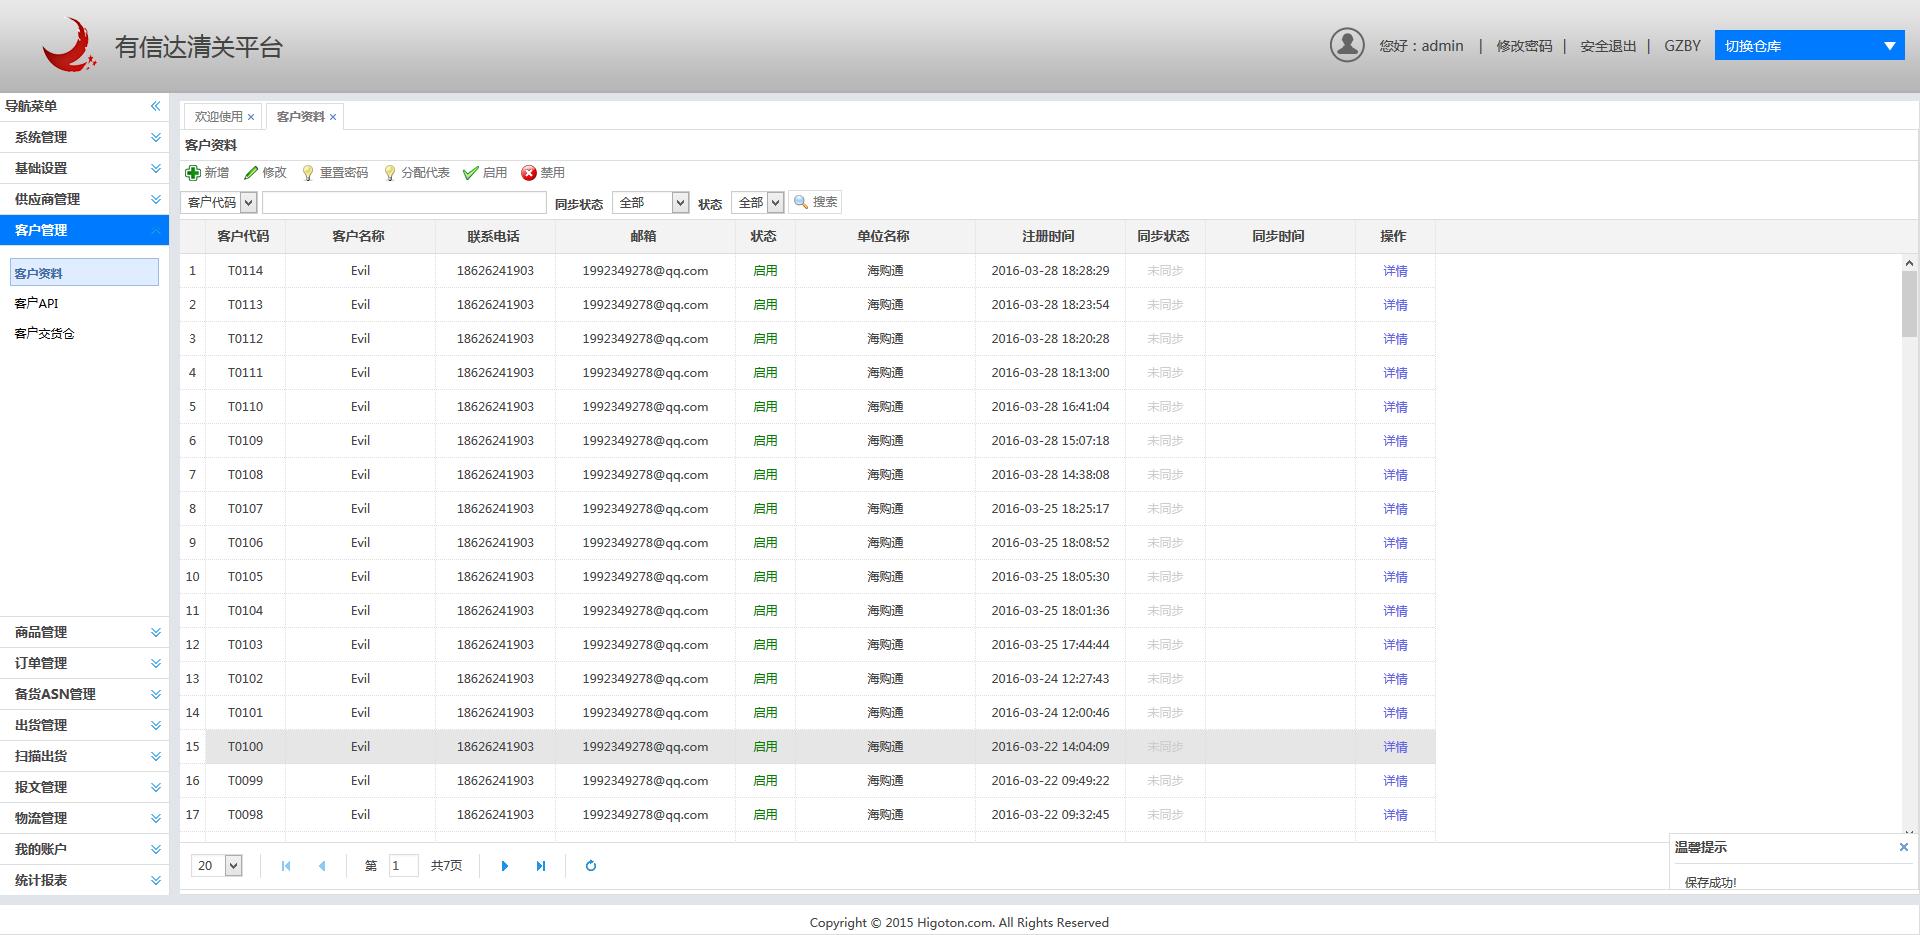 有信达清关平台
您好：admin | 修改密码 | 安全退出 | GZBY 切换仓库
导航菜单
系统管理
基础设置
供应商管理
客户管理
客户资料
客户API
客户交货仓
商品管理
订单管理
备货ASN管理
出货管理
扫描出货
报文管理
物流管理
我的账户
统计报表
欢迎使用 客户资料
客户资料
新增 修改 重置密码 分配代表 启用 禁用
客户代码 同步状态 全部 状态 全部 搜索
客户代码 客户名称 联系电话 邮箱 状态 单位名称 注册时间 同步状态 同步时间 操作
1 T0114 Evil 18626241903 1992349278@qq.com 启用 海购通 2016-03-28 18:28:29 未同步 详情
2 T0113 Evil 18626241903 1992349278@qq.com 启用 海购通 2016-03-28 18:23:54 未同步 详情
3 T0112 Evil 18626241903 1992349278@qq.com 启用 海购通 2016-03-28 18:20:28 未同步 详情
4 T0111 Evil 18626241903 1992349278@qq.com 启用 海购通 2016-03-28 18:13:00 未同步 详情
5 T0110 Evil 18626241903 1992349278@qq.com 启用 海购通 2016-03-28 16:41:04 未同步 详情
6 T0109 Evil 18626241903 1992349278@qq.com 启用 海购通 2016-03-28 15:07:18 未同步 详情
7 T0108 Evil 18626241903 1992349278@qq.com 启用 海购通 2016-03-28 14:38:08 未同步 详情
8 T0107 Evil 18626241903 1992349278@qq.com 启用 海购通 2016-03-25 18:25:17 未同步 详情
9 T0106 Evil 18626241903 1992349278@qq.com 启用 海购通 2016-03-25 18:08:52 未同步 详情
10 T0105 Evil 18626241903 1992349278@qq.com 启用 海购通 2016-03-25 18:05:30 未同步 详情
11 T0104 Evil 18626241903 1992349278@qq.com 启用 海购通 2016-03-25 18:01:36 未同步 详情
12 T0103 Evil 18626241903 1992349278@qq.com 启用 海购通 2016-03-25 17:44:44 未同步 详情
13 T0102 Evil 18626241903 1992349278@qq.com 启用 海购通 2016-03-24 12:27:43 未同步 详情
14 T0101 Evil 18626241903 1992349278@qq.com 启用 海购通 2016-03-24 12:00:46 未同步 详情
15 T0100 Evil 18626241903 1992349278@qq.com 启用 海购通 2016-03-22 14:04:09 未同步 详情
16 T0099 Evil 18626241903 1992349278@qq.com 启用 海购通 2016-03-22 09:49:22 未同步 详情
17 T0098 Evil 18626241903 1992349278@qq.com 启用 海购通 2016-03-22 09:32:45 未同步 详情
20 第 1 共7页
温馨提示
保存成功!
Copyright © 2015 Higoton.com. All Rights Reserved